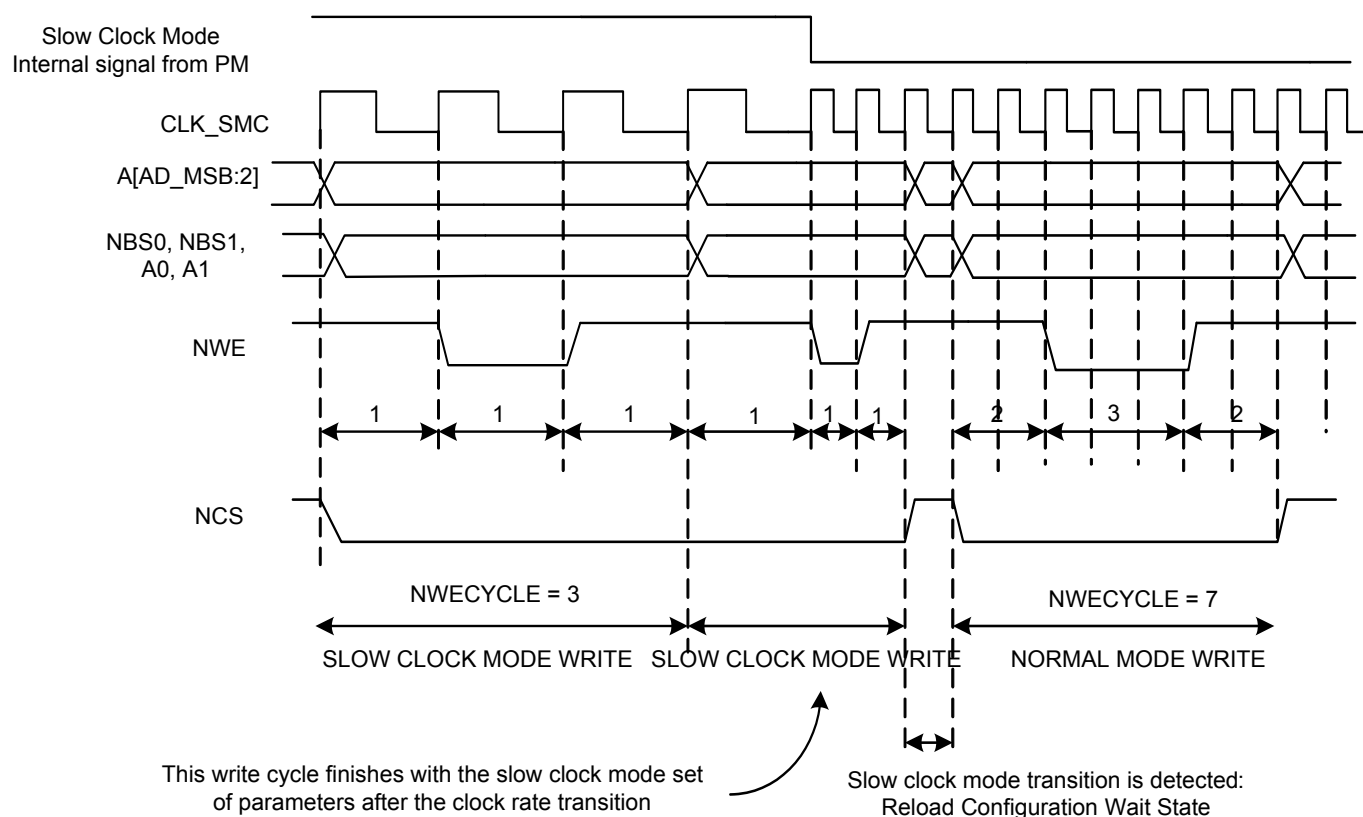 Slow Clock Mode
Internal signal from PM
CLK_SMC
A[AD_MSB:2]
NBS0, NBS1,
A0, A1
NWE
1 1 1 1 1 1 2 3 2
NCS
NWECYCLE = 3 NWECYCLE = 7
SLOW CLOCK MODE WRITE SLOW CLOCK MODE WRITE NORMAL MODE WRITE
This write cycle finishes with the slow clock mode set
of parameters after the clock rate transition
Slow clock mode transition is detected:
Reload Configuration Wait State